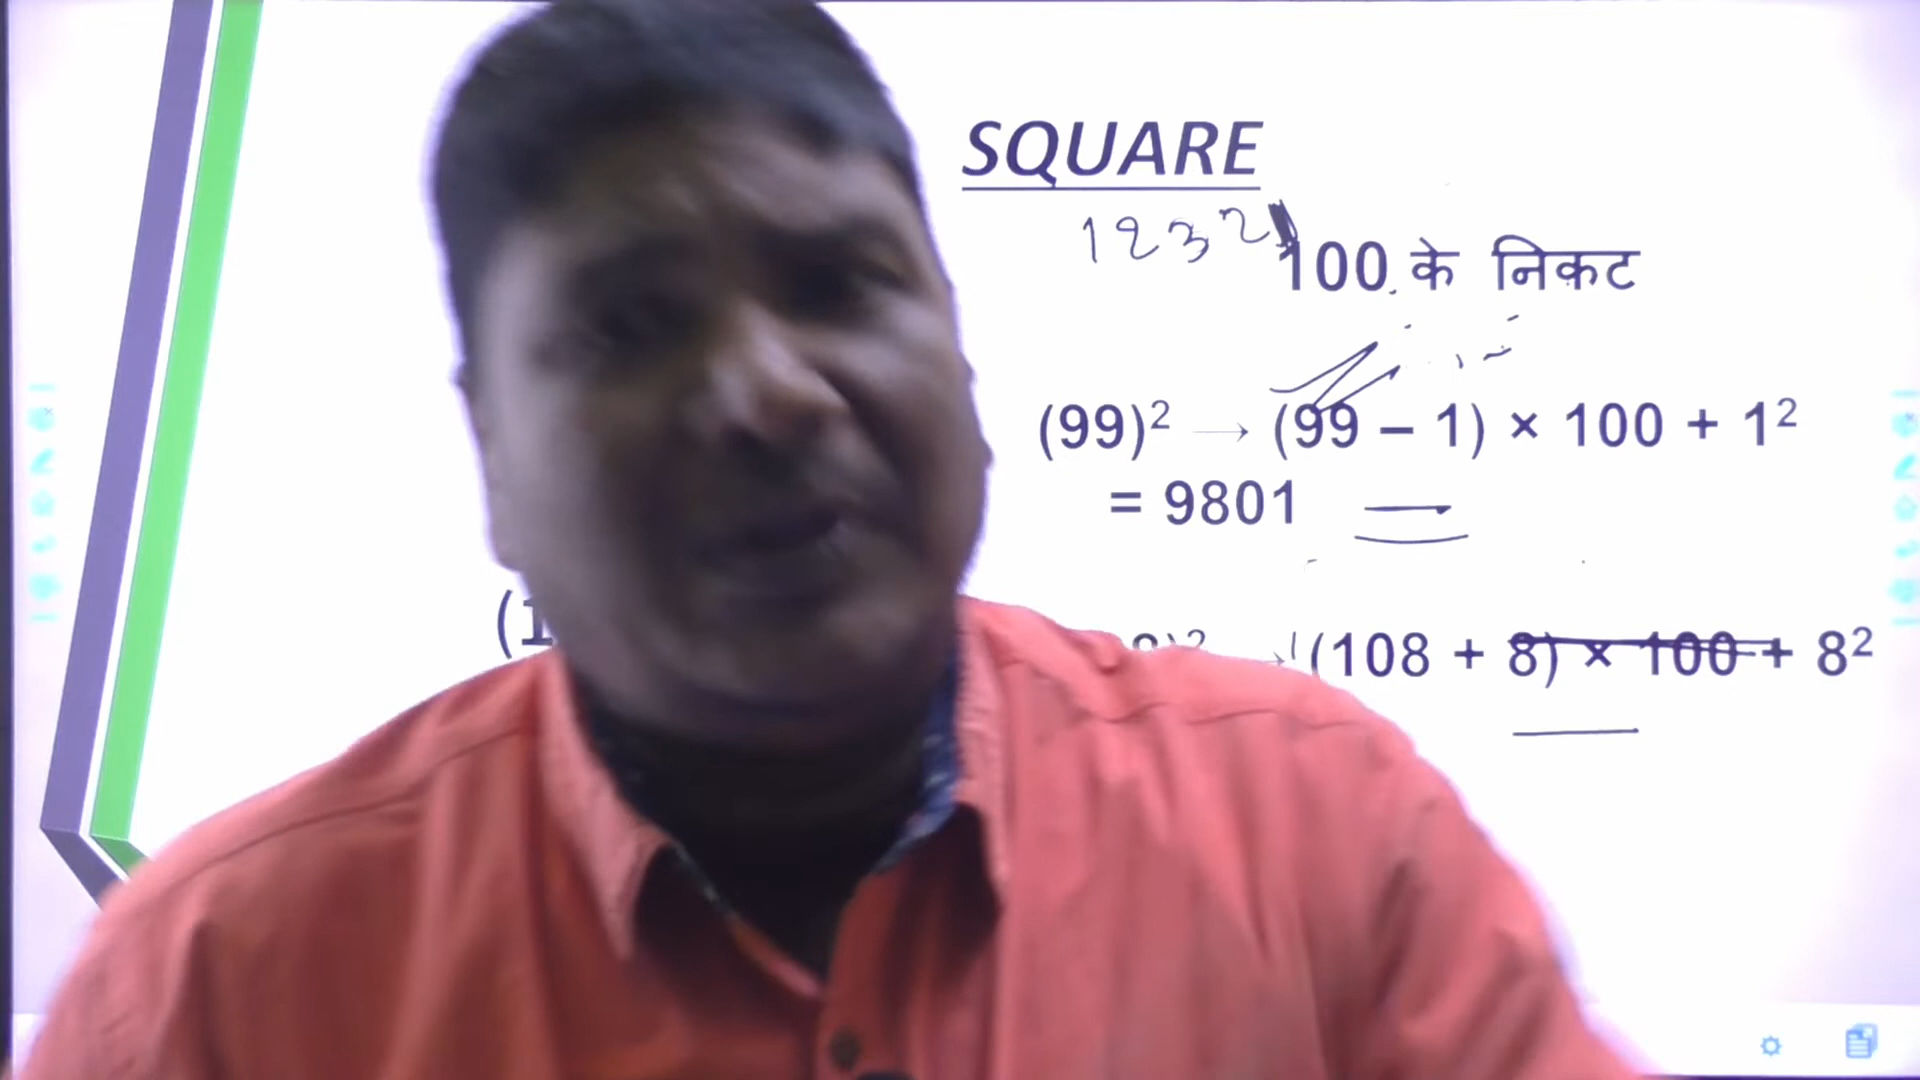 SQUARE
1232
100 के निकट
(99)² → (99 – 1) × 100 + 1²
= 9801
(108 + 8) × 100 + 8²